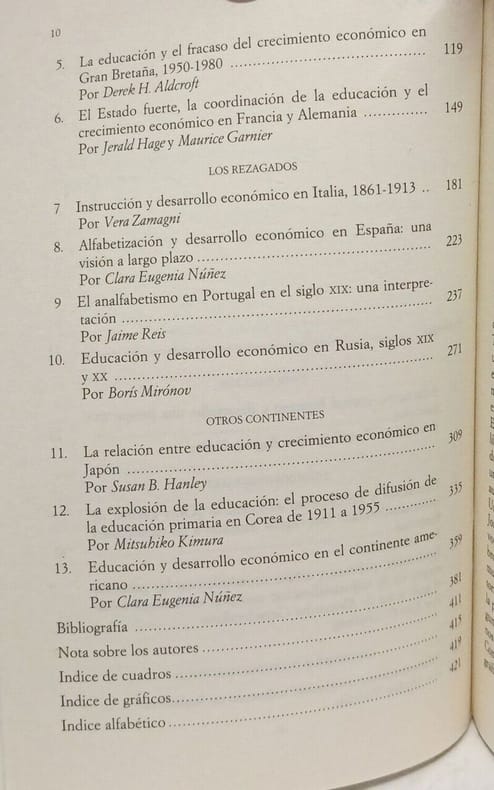 10
5. La educación y el fracaso del crecimiento económico en
Gran Bretaña, 1950-1980 ........................ 119
Por Derek H. Aldcroft
6. El Estado fuerte, la coordinación de la educación y el
crecimiento económico en Francia y Alemania ............. 149
Por Jerald Hage y Maurice Garnier
LOS REZAGADOS
7 Instrucción y desarrollo económico en Italia, 1861-1913 .. 181
Por Vera Zamagni
8. Alfabetización y desarrollo económico en España: una
visión a largo plazo ........................ 223
Por Clara Eugenia Núñez
9 El analfabetismo en Portugal en el siglo XIX: una interpre-
tación ........................ 237
Por Jaime Reis
10. Educación y desarrollo económico en Rusia, siglos XIX
y XX ........................ 271
Por Borís Mirónov
OTROS CONTINENTES
11. La relación entre educación y crecimiento económico en
Japón ........................ 309
Por Susan B. Hanley
12. La explosión de la educación: el proceso de difusión de
la educación primaria en Corea de 1911 a 1955 ............ 335
Por Mitsuhiko Kimura
13. Educación y desarrollo económico en el continente ame-
ricano ........................ 359
Por Clara Eugenia Núñez
Bibliografía ........................ 381
Nota sobre los autores ........................ 411
Indice de cuadros ........................ 415
Indice de gráficos ........................ 419
Indice alfabético ........................ 421